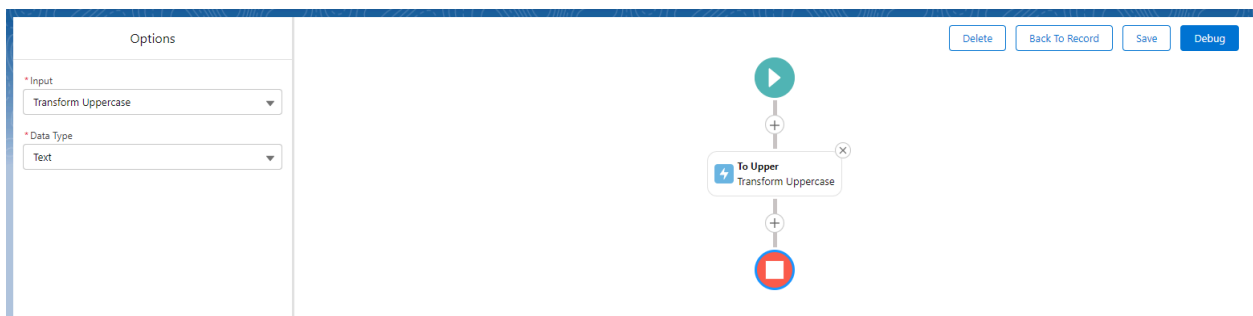 Options
Delete
Back To Record
Save
Debug
*Input
Transform Uppercase
*Data Type
Text
To Upper
Transform Uppercase